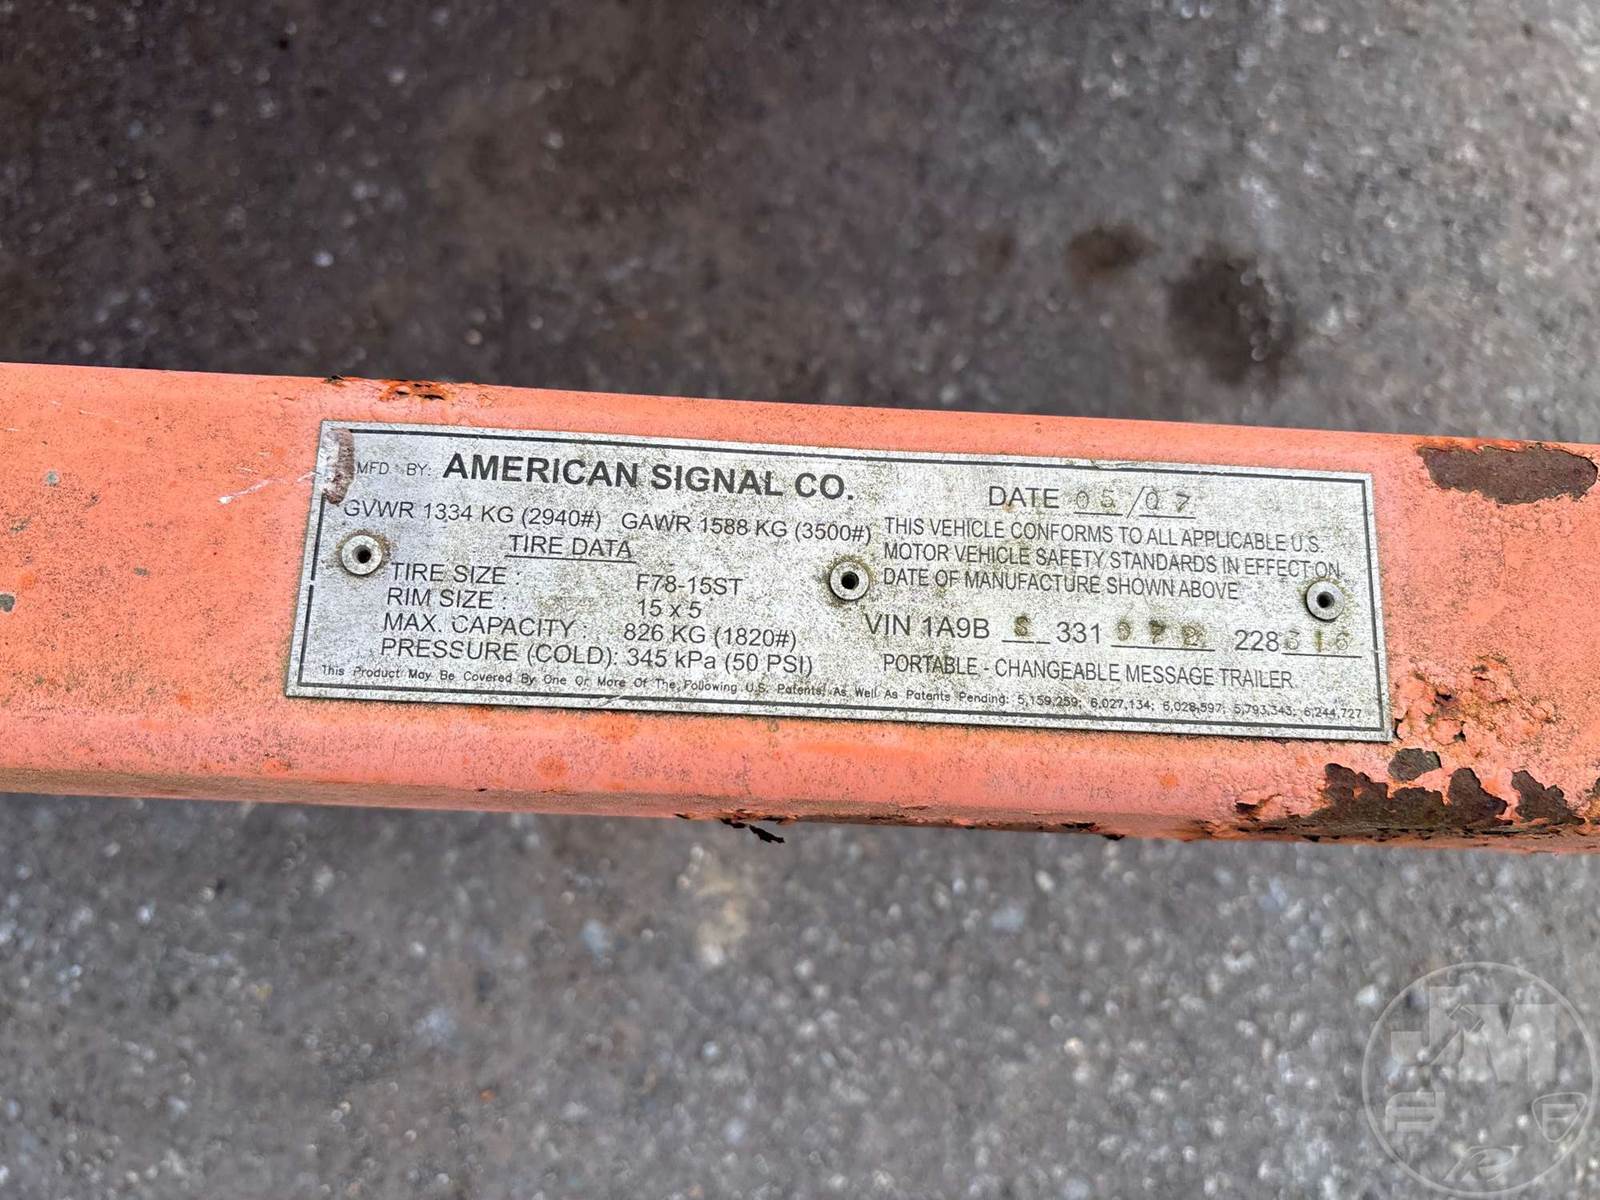 MFD. BY: AMERICAN SIGNAL CO.
GVWR 1334 KG (2940#) GAWR 1588 KG (3500#)
TIRE DATA
TIRE SIZE : F78-15ST
RIM SIZE : 15 x 5
MAX. CAPACITY : 826 KG (1820#)
PRESSURE (COLD): 345 kPa (50 PSI)
DATE 05/07
THIS VEHICLE CONFORMS TO ALL APPLICABLE U.S.
MOTOR VEHICLE SAFETY STANDARDS IN EFFECT ON
DATE OF MANUFACTURE SHOWN ABOVE
VIN 1A9B 331 228
PORTABLE - CHANGEABLE MESSAGE TRAILER
This Product May Be Covered By One Or More Of The Following U.S. Patents, As Well As Patents Pending: 5,159,259; 6,027,134; 6,028,597; 5,793,343; 6,244,727
JM